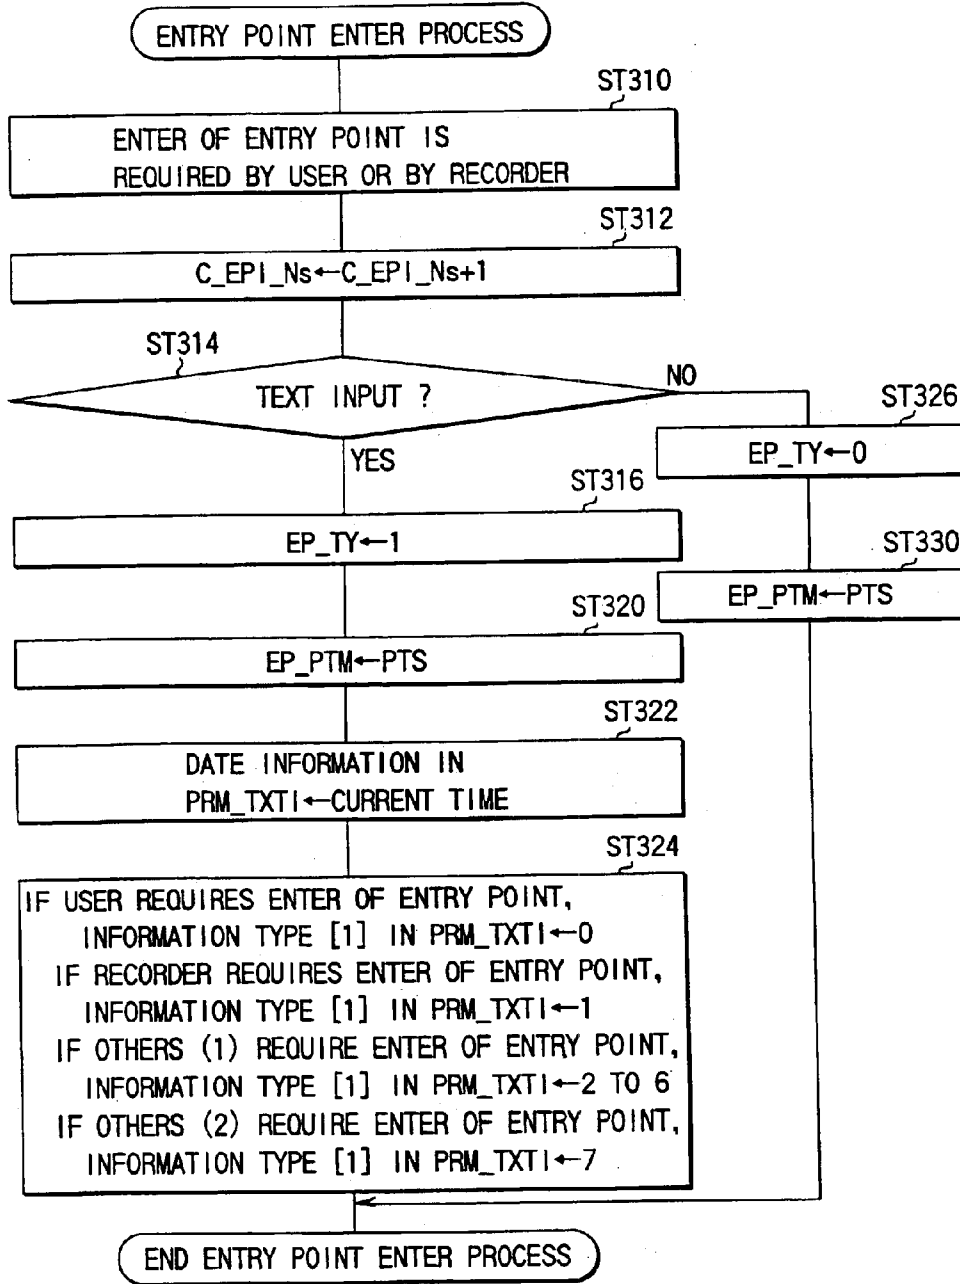 ENTRY POINT ENTER PROCESS
ST310
ENTER OF ENTRY POINT IS
REQUIRED BY USER OR BY RECORDER
ST312
C_EPI_Ns←C_EPI_Ns+1
ST314
TEXT INPUT ?
NO
YES
ST326
EP_TY←0
ST316
EP_TY←1
ST330
EP_PTM←PTS
ST320
EP_PTM←PTS
ST322
DATE INFORMATION IN
PRM_TXTI←CURRENT TIME
ST324
IF USER REQUIRES ENTER OF ENTRY POINT,
INFORMATION TYPE [1] IN PRM_TXTI←0
IF RECORDER REQUIRES ENTER OF ENTRY POINT,
INFORMATION TYPE [1] IN PRM_TXTI←1
IF OTHERS (1) REQUIRE ENTER OF ENTRY POINT,
INFORMATION TYPE [1] IN PRM_TXTI←2 TO 6
IF OTHERS (2) REQUIRE ENTER OF ENTRY POINT,
INFORMATION TYPE [1] IN PRM_TXTI←7
END ENTRY POINT ENTER PROCESS